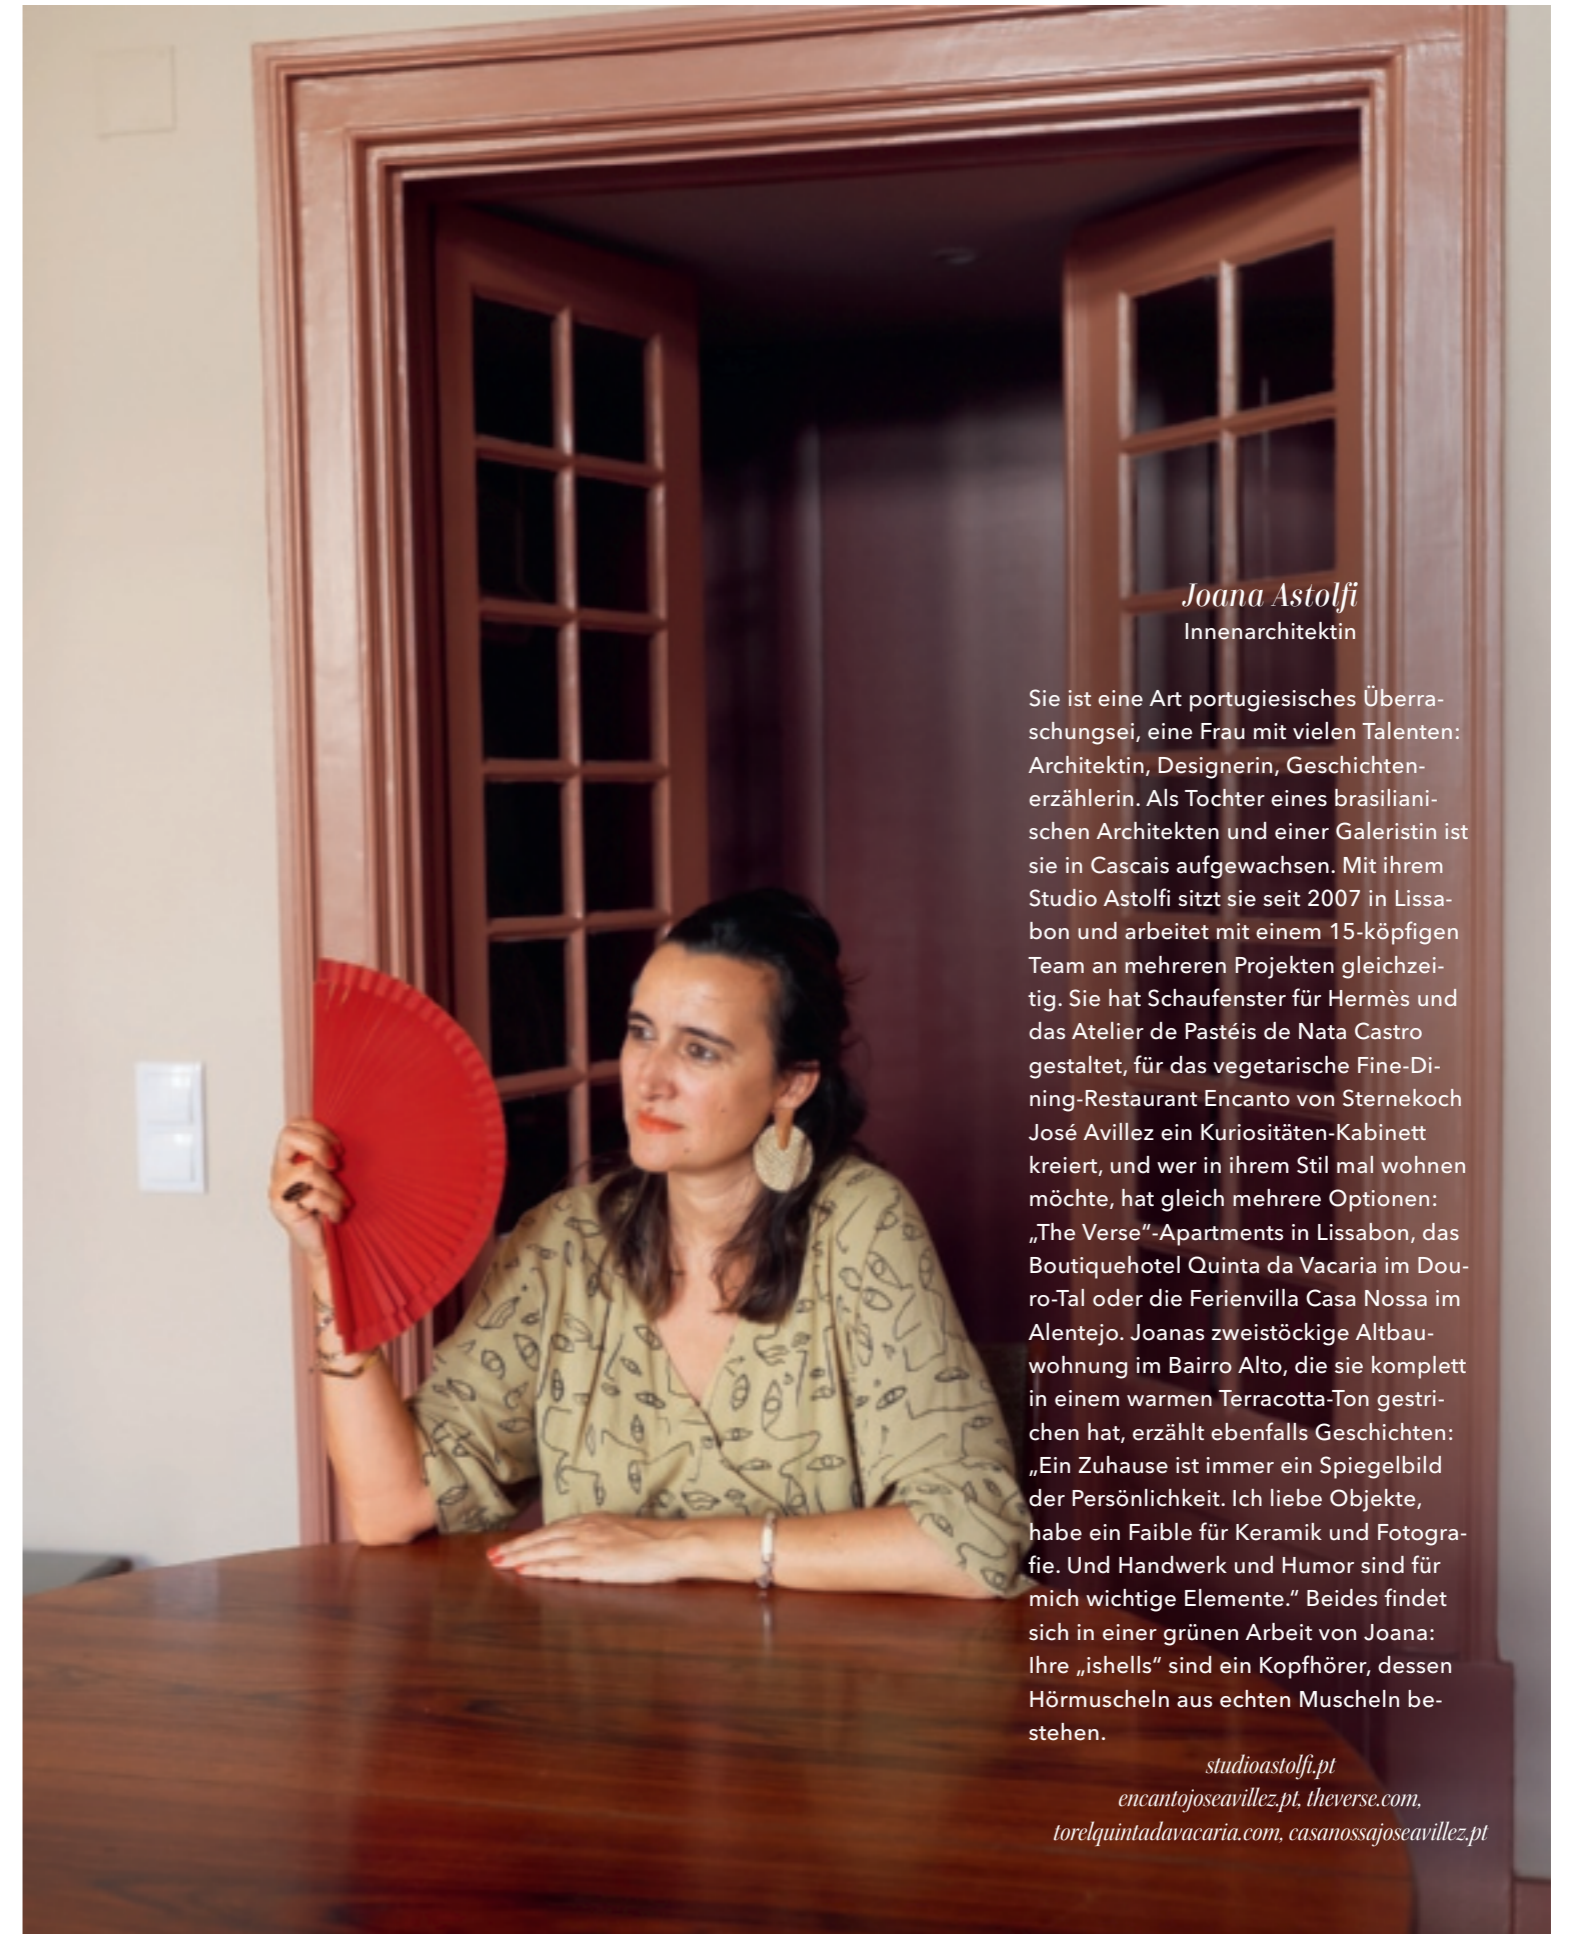 Joana Astolfi
Innenarchitektin
Sie ist eine Art portugiesisches Überra-
schungsei, eine Frau mit vielen Talenten:
Architektin, Designerin, Geschichten-
erzählerin. Als Tochter eines brasiliani-
schen Architekten und einer Galeristin ist
sie in Cascais aufgewachsen. Mit ihrem
Studio Astolfi sitzt sie seit 2007 in Lissa-
bon und arbeitet mit einem 15-köpfigen
Team an mehreren Projekten gleichzei-
tig. Sie hat Schaufenster für Hermès und
das Atelier de Pastéis de Nata Castro
gestaltet, für das vegetarische Fine-Di-
ning-Restaurant Encanto von Sternekoch
José Avillez ein Kuriositäten-Kabinett
kreiert, und wer in ihrem Stil mal wohnen
möchte, hat gleich mehrere Optionen:
„The Verse“-Apartments in Lissabon, das
Boutiquehotel Quinta da Vacaria im Dou-
ro-Tal oder die Ferienvilla Casa Nossa im
Alentejo. Joanas zweistöckige Altbau-
wohnung im Bairro Alto, die sie komplett
in einem warmen Terracotta-Ton gestri-
chen hat, erzählt ebenfalls Geschichten:
„Ein Zuhause ist immer ein Spiegelbild
der Persönlichkeit. Ich liebe Objekte,
habe ein Faible für Keramik und Fotogra-
fie. Und Handwerk und Humor sind für
mich wichtige Elemente.“ Beides findet
sich in einer grünen Arbeit von Joana:
Ihre „ishells“ sind ein Kopfhörer, dessen
Hörmuscheln aus echten Muscheln be-
stehen.
studioastolfi.pt
encantojoseavillez.pt, theverse.com,
torelquintadavacaria.com, casanossajoseavillez.pt